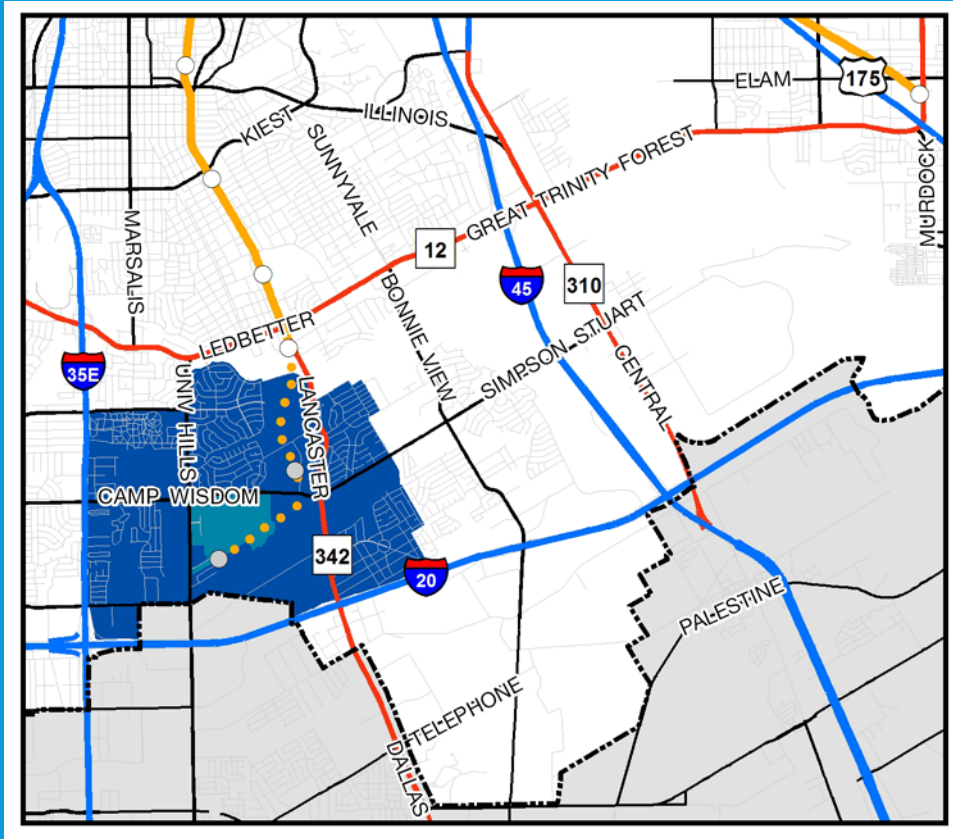 ELAM
175
KIEST
ILLINOIS
SUNNYVALE
MURDOCK
GREAT TRINITY FOREST
MARSALIS
12
45
310
BONNIE VIEW
LEDBETTER
SIMPSON STUART
CENTRAL
35E
UNIV HILLS
LANCASTER
CAMP WISDOM
342
20
PALESTINE
TELEPHONE
DALLAS